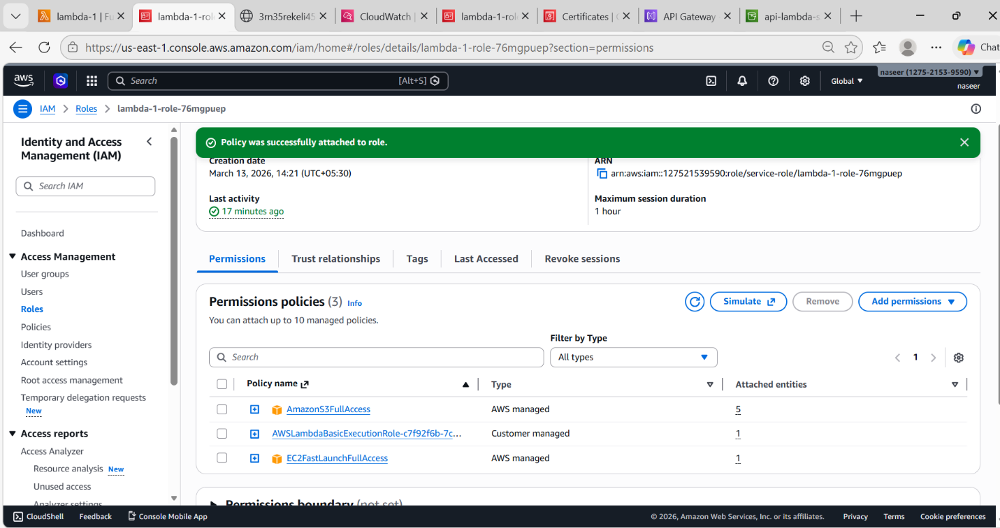 lambda-1 | Fu
lambda-1-rol
3rn35rekeli45
CloudWatch |
lambda-1-rol
Certificates | C
API Gateway
api-lambda-s
https://us-east-1.console.aws.amazon.com/iam/home#/roles/details/lambda-1-role-76mgpuep?section=permissions
Chat
aws
Search
[Alt+S]
Global
naseer (1275-2153-9590)
naseer
IAM
Roles
lambda-1-role-76mgpuep
Identity and Access
Management (IAM)
Search IAM
Dashboard
Access Management
User groups
Users
Roles
Policies
Identity providers
Account settings
Root access management
Temporary delegation requests
New
Access reports
Access Analyzer
Resource analysis New
Unused access
Analyzer settings
Policy was successfully attached to role.
Creation date
March 13, 2026, 14:21 (UTC+05:30)
Last activity
17 minutes ago
ARN
arn:aws:iam::127521539590:role/service-role/lambda-1-role-76mgpuep
Maximum session duration
1 hour
Permissions
Trust relationships
Tags
Last Accessed
Revoke sessions
Permissions policies (3) Info
You can attach up to 10 managed policies.
Simulate
Remove
Add permissions
Filter by Type
Search
All types
1
Policy name
Type
Attached entities
AmazonS3FullAccess
AWS managed
5
AWSLambdaBasicExecutionRole-c7f92f6b-7c...
Customer managed
1
EC2FastLaunchFullAccess
AWS managed
1
Permissions boundary (not set)
CloudShell
Feedback
Console Mobile App
© 2026, Amazon Web Services, Inc. or its affiliates.
Privacy
Terms
Cookie preferences